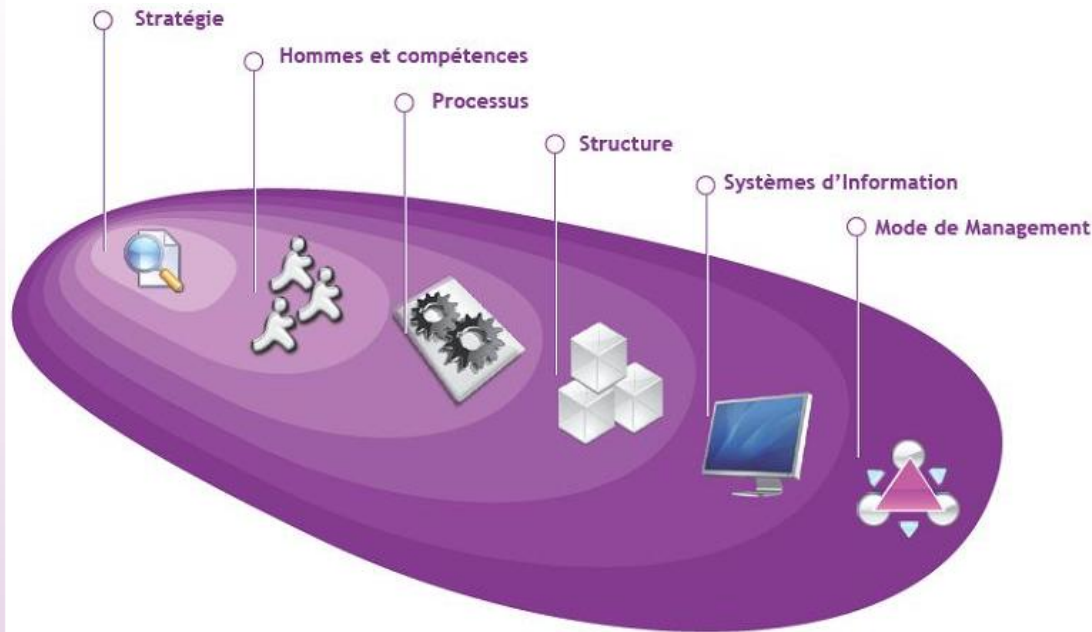 Stratégie
Hommes et compétences
Processus
Structure
Systèmes d'Information
Mode de Management